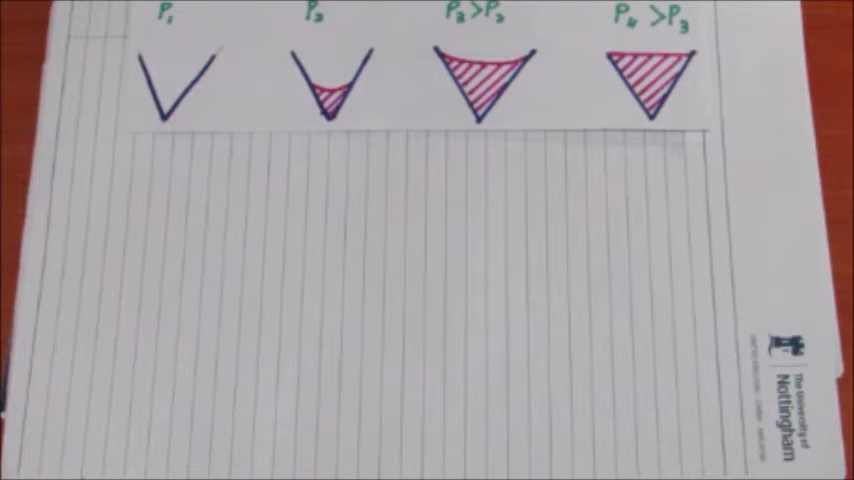 P₁
P₂
P₃ > P₂
P₄ > P₃
The University of
Nottingham